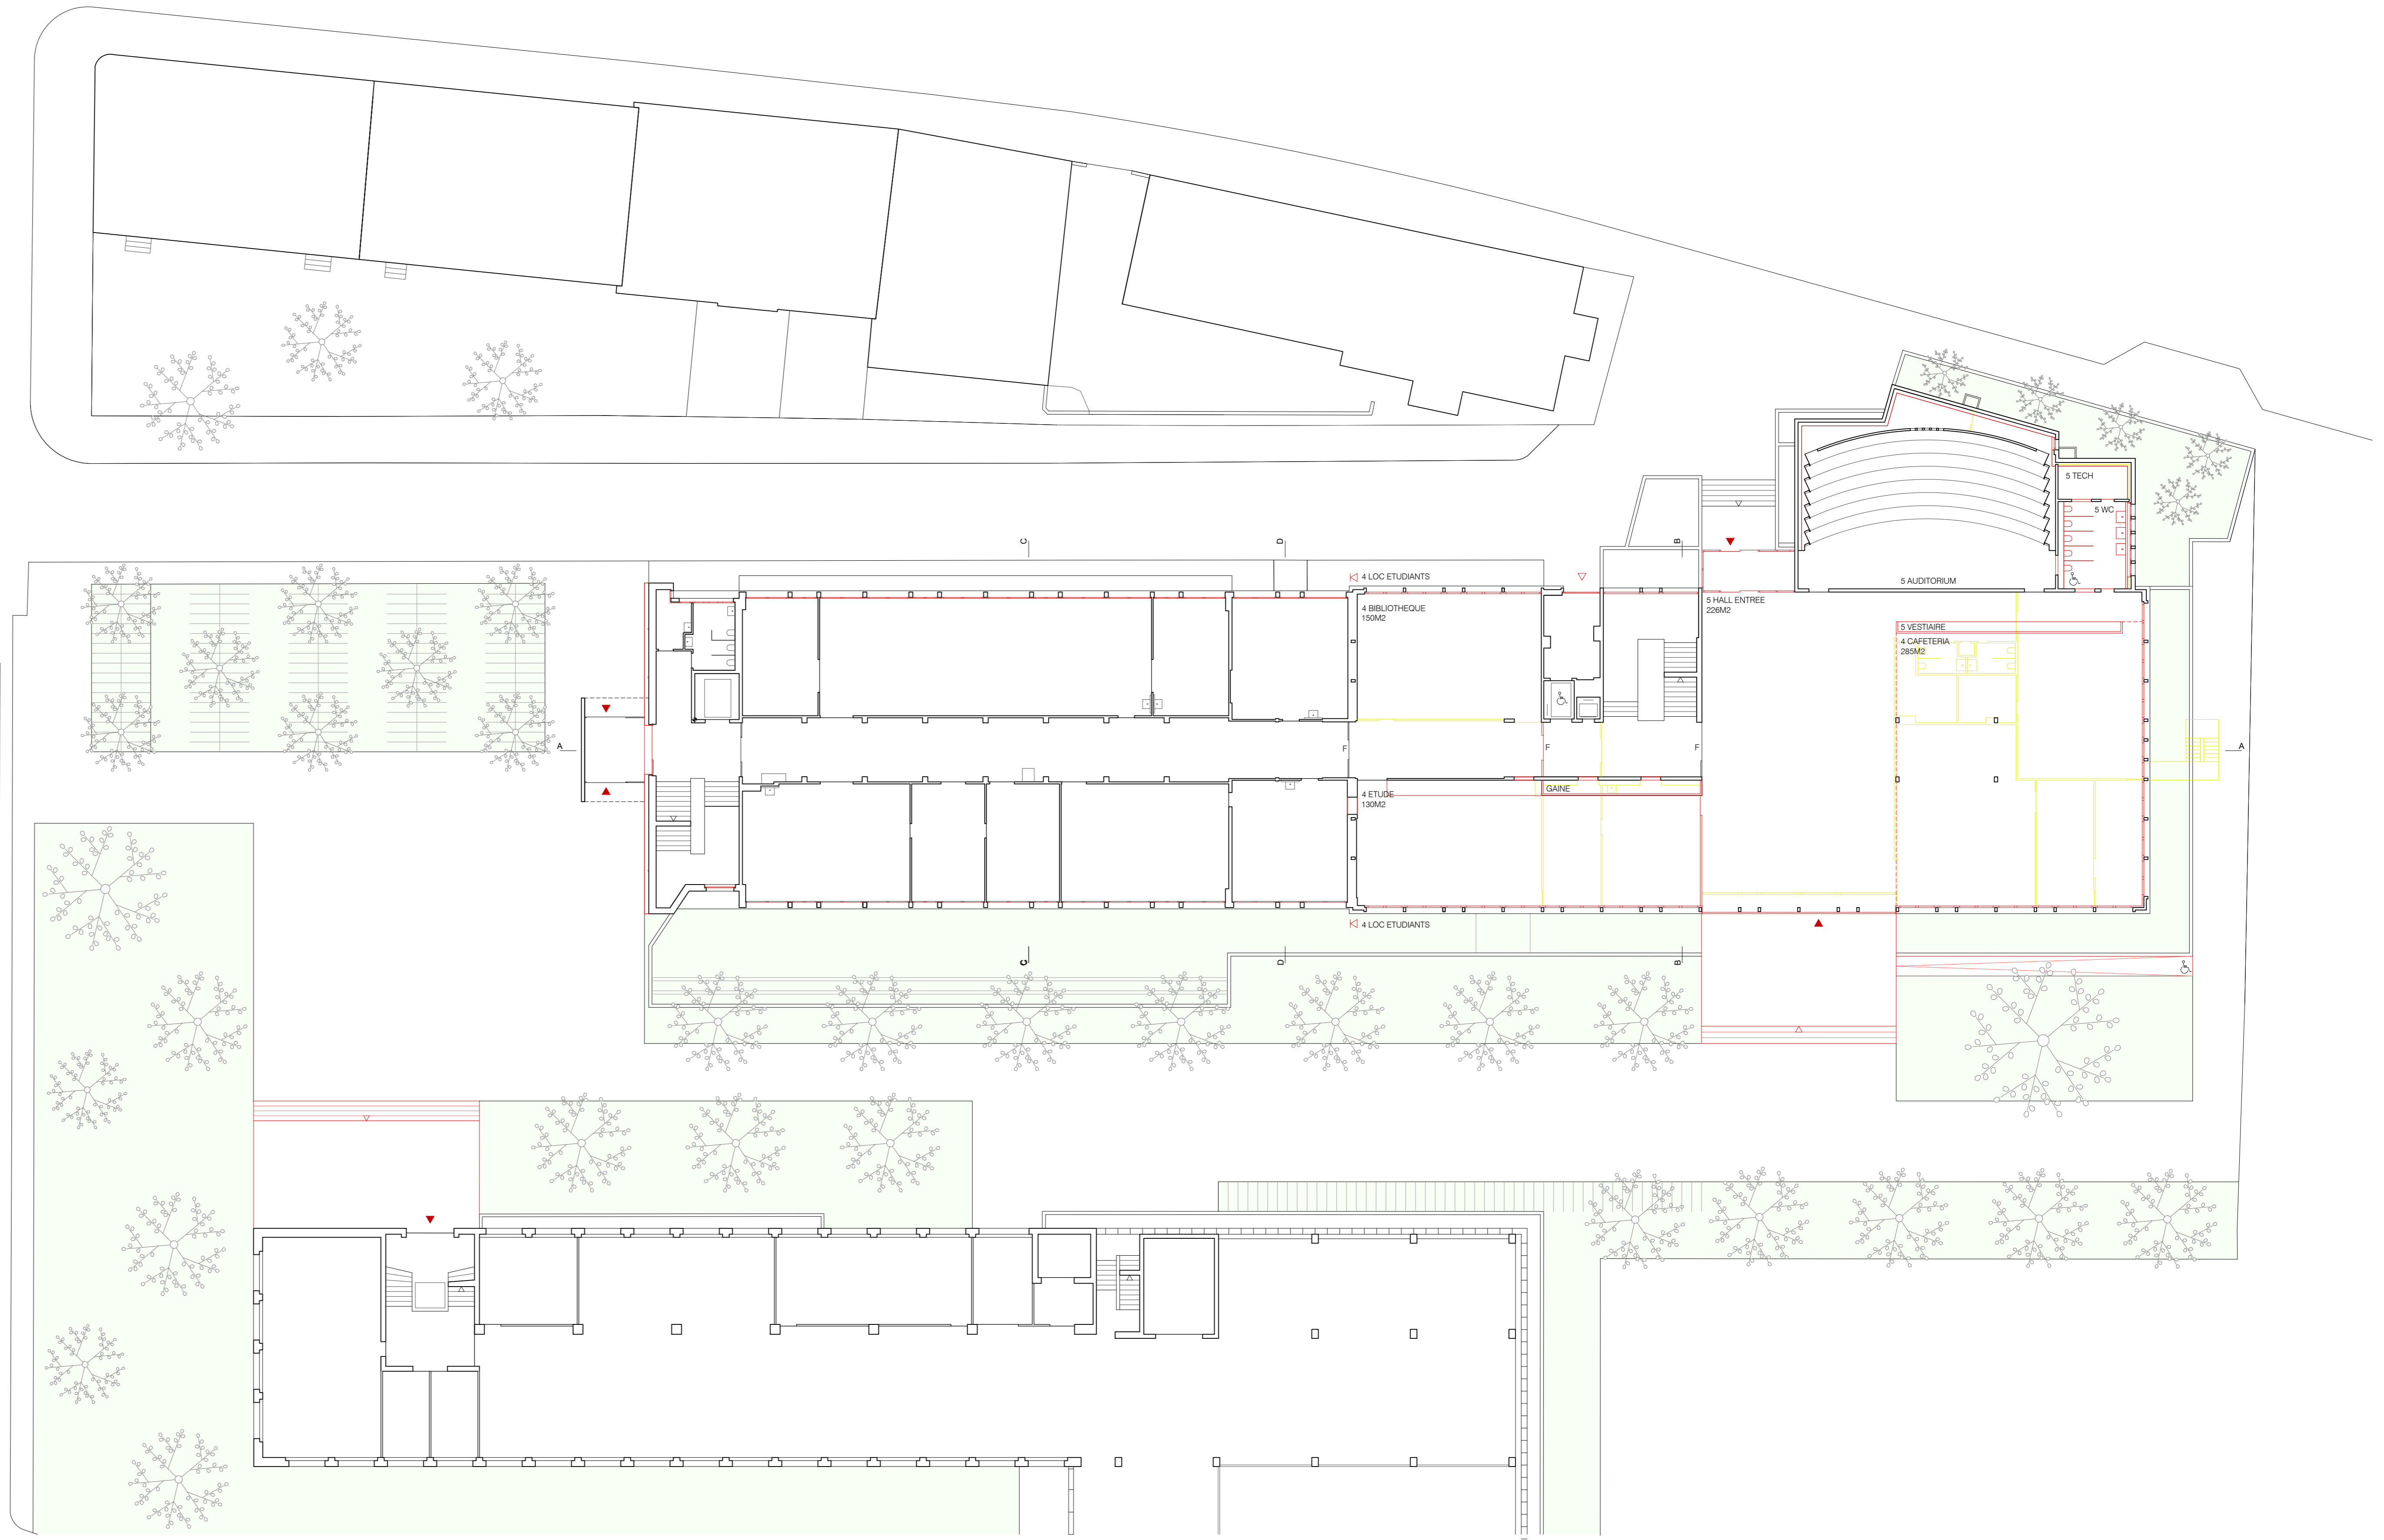 5 TECH
5 WC
C
D
B
4 LOC ETUDIANTS
5 AUDITORIUM
4 BIBLIOTHEQUE
150M2
5 HALL ENTREE
226M2
5 VESTIAIRE
4 CAFETERIA
285M2
A
F
F
F
A
4 ETUDE
130M2
GAINE
4 LOC ETUDIANTS
C
D
B